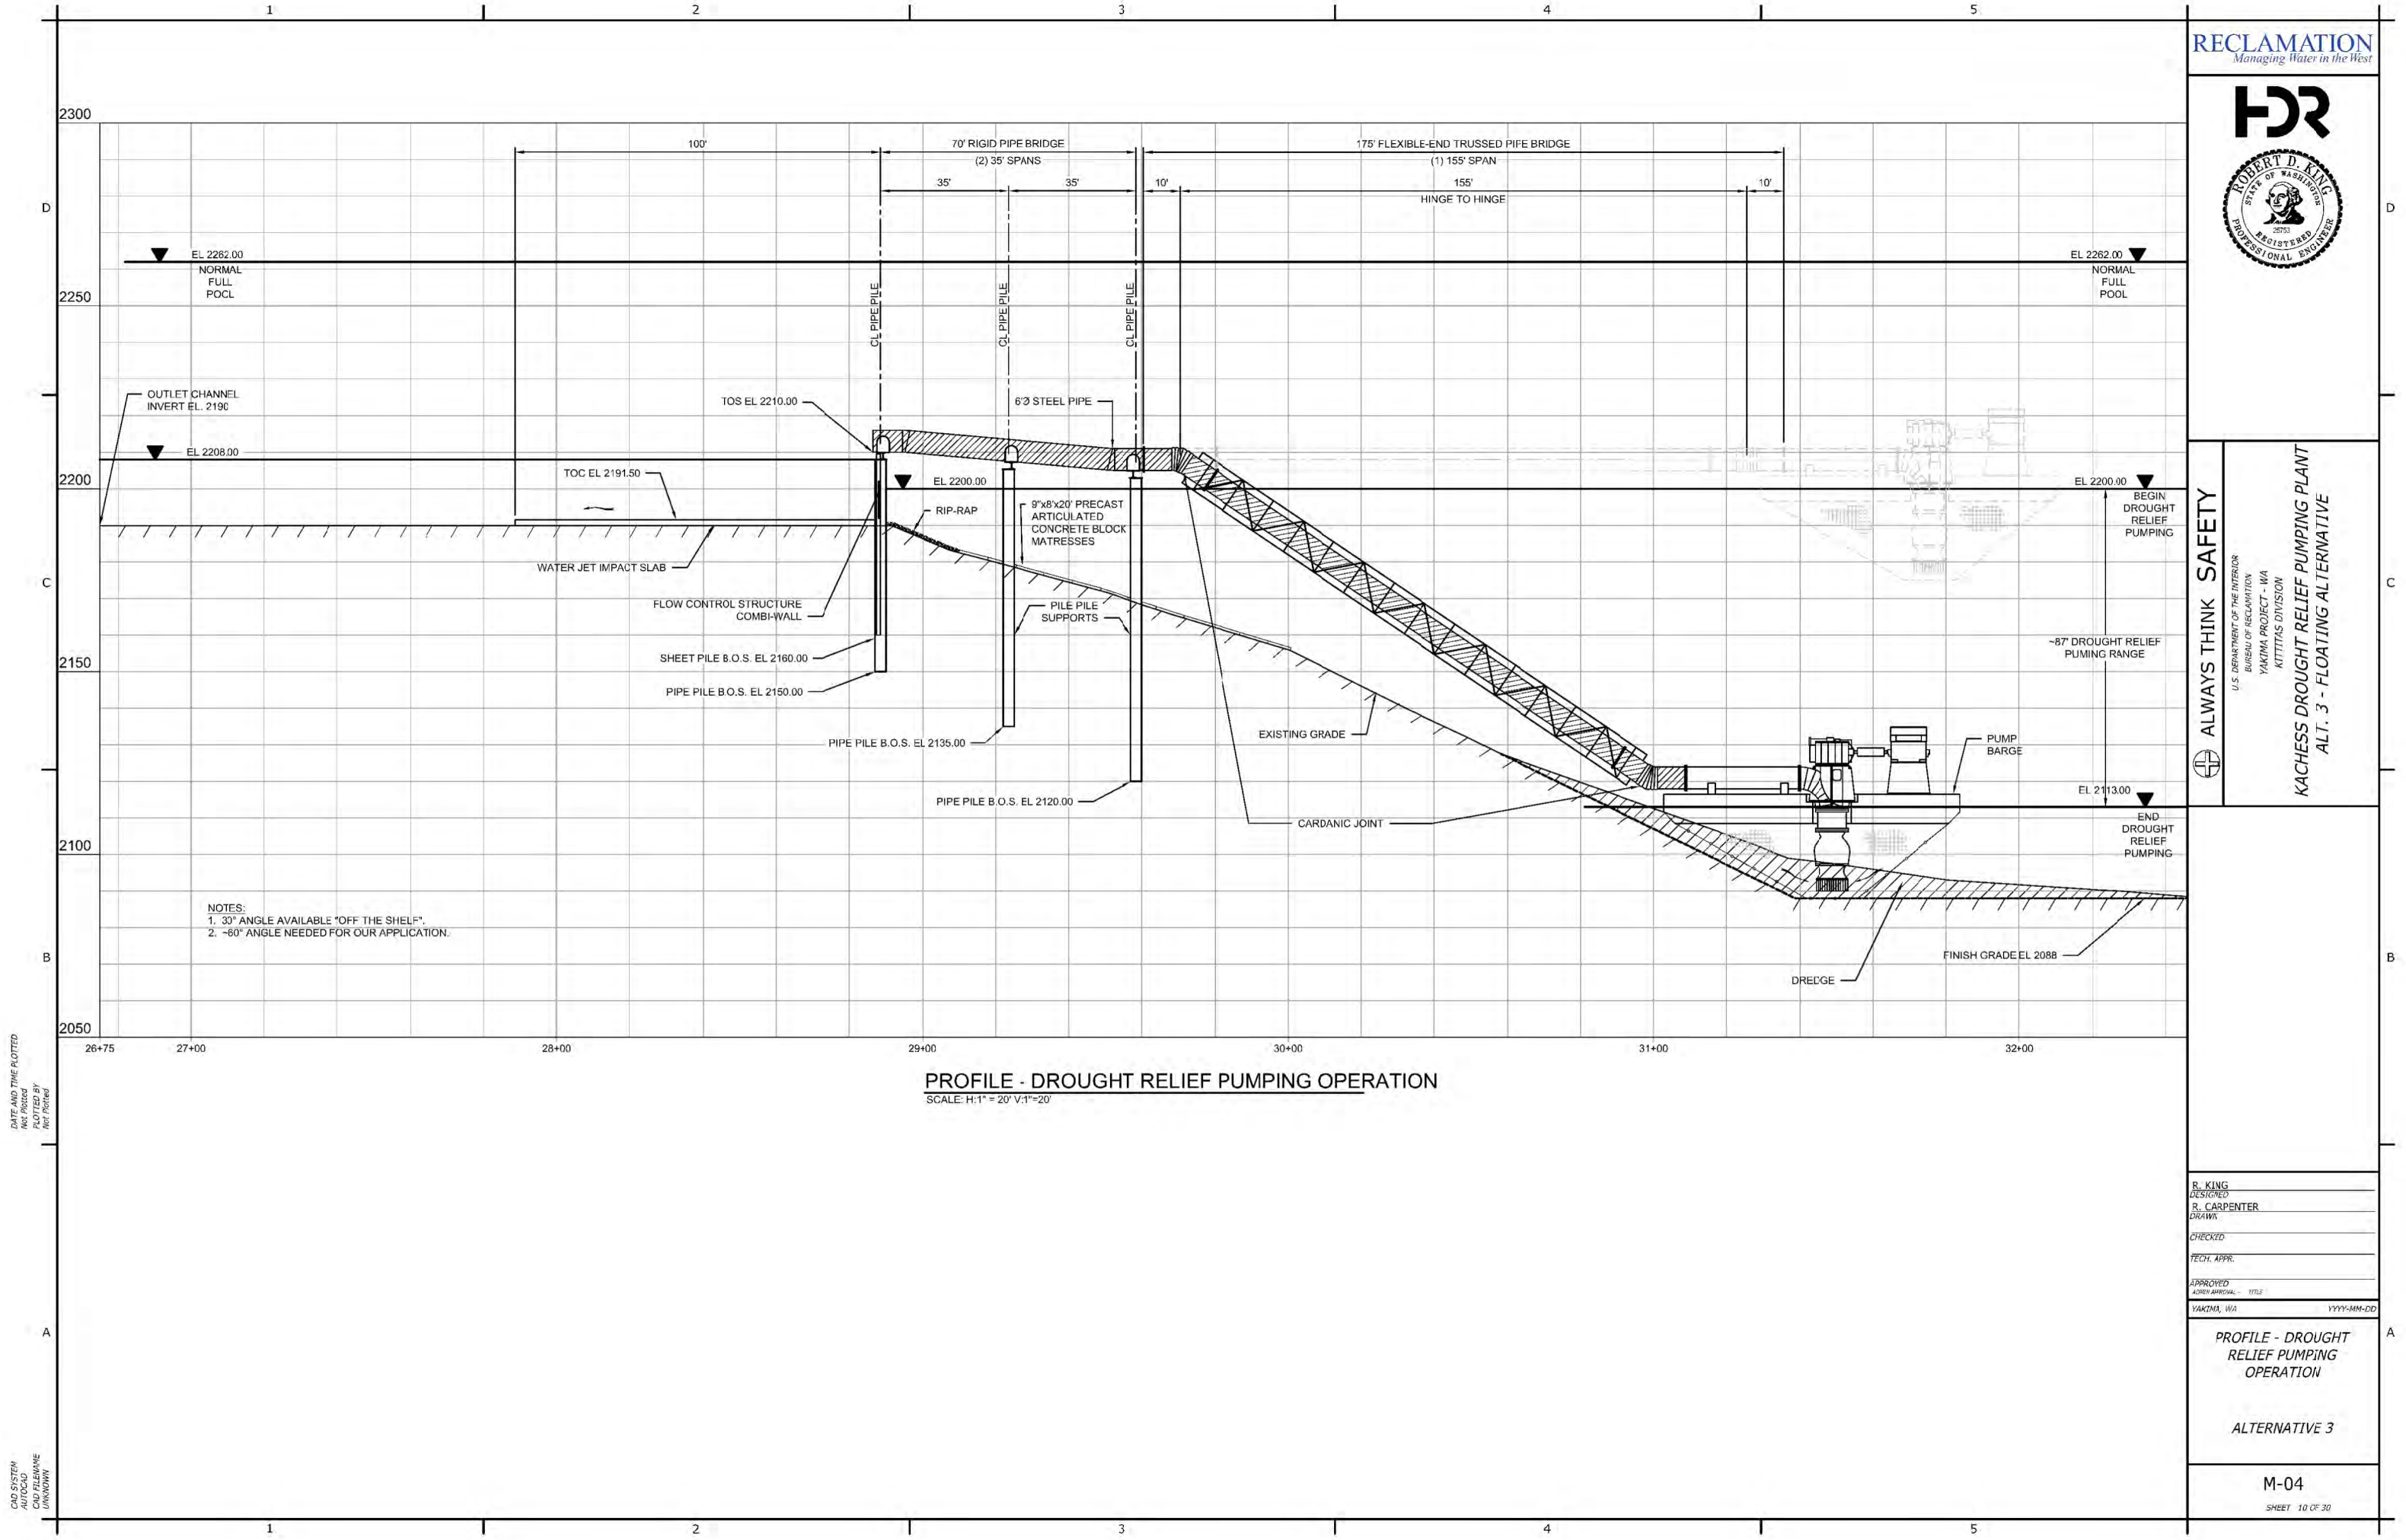 1 2 3 4 5
RECLAMATION
Managing Water in the West
HDR
ROBERT D. KING
STATE OF WASHINGTON
25753
REGISTERED
PROFESSIONAL ENGINEER
2300
2250
2200
2150
2100
2050
100'
70' RIGID PIPE BRIDGE
(2) 35' SPANS
35' 35'
175' FLEXIBLE-END TRUSSED PIPE BRIDGE
(1) 155' SPAN
10' 155' 10'
HINGE TO HINGE
D D
EL 2262.00
NORMAL
FULL
POCL
EL 2262.00
NORMAL
FULL
POOL
CL PIPE PILE
CL PIPE PILE
CL PIPE PILE
OUTLET CHANNEL
INVERT EL. 2190
TOS EL 2210.00
6'Ø STEEL PIPE
EL 2208.00
TOC EL 2191.50
EL 2200.00
EL 2200.00
BEGIN
DROUGHT
RELIEF
PUMPING
RIP-RAP
9"x8'x20' PRECAST
ARTICULATED
CONCRETE BLOCK
MATRESSES
WATER JET IMPACT SLAB
C C
FLOW CONTROL STRUCTURE
COMBI-WALL
PILE PILE
SUPPORTS
SHEET PILE B.O.S. EL 2160.00
PIPE PILE B.O.S. EL 2150.00
~87' DROUGHT RELIEF
PUMING RANGE
PIPE PILE B.O.S. EL 2135.00
EXISTING GRADE
PUMP
BARGE
PIPE PILE B.O.S. EL 2120.00
EL 2113.00
END
DROUGHT
RELIEF
PUMPING
CARDANIC JOINT
NOTES:
1. 30° ANGLE AVAILABLE "OFF THE SHELF".
2. ~60° ANGLE NEEDED FOR OUR APPLICATION.
B B
FINISH GRADE EL 2088
DREDGE
26+75 27+00 28+00 29+00 30+00 31+00 32+00
PROFILE - DROUGHT RELIEF PUMPING OPERATION
SCALE: H:1" = 20' V:1"=20'
ALWAYS THINK SAFETY
U.S. DEPARTMENT OF THE INTERIOR
BUREAU OF RECLAMATION
YAKIMA PROJECT - WA
KITTITAS DIVISION
KACHESS DROUGHT RELIEF PUMPING PLANT
ALT. 3 - FLOATING ALTERNATIVE
DATE AND TIME PLOTTED
Not Plotted
PLOTTED BY
Not Plotted
R. KING
DESIGNED
R. CARPENTER
DRAWN
CHECKED
TECH. APPR.
APPROVED
ADMIN APPROVAL - TITLE
YAKIMA, WA YYYY-MM-DD
A A
PROFILE - DROUGHT
RELIEF PUMPING
OPERATION
ALTERNATIVE 3
M-04
SHEET 10 OF 30
CAD SYSTEM
AUTOCAD
CAD FILENAME
UNKNOWN
1 2 3 4 5